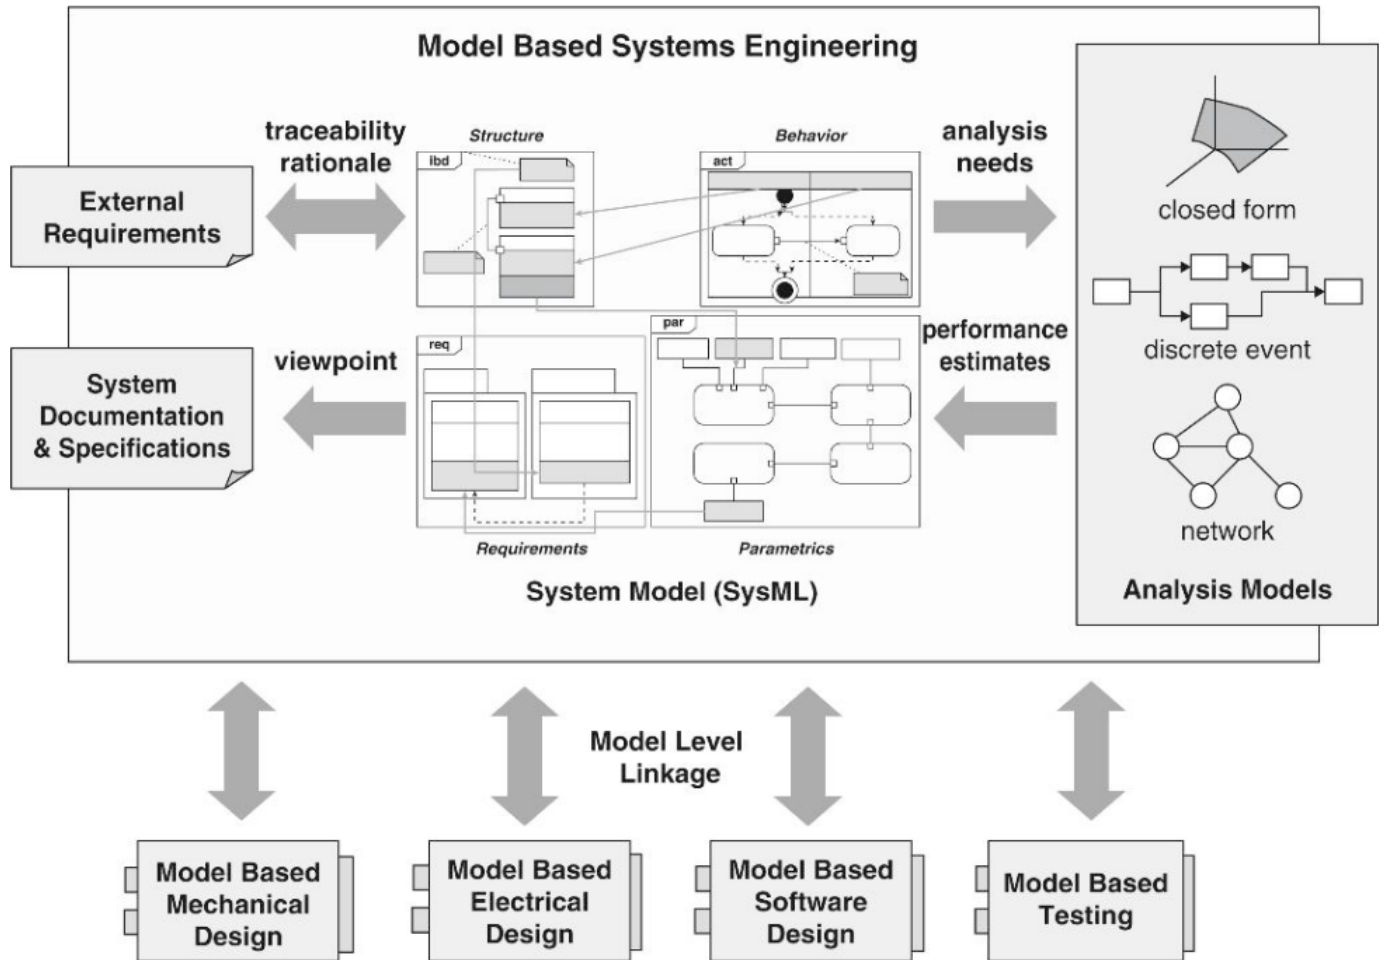 Model Based Systems Engineering
traceability
rationale
Structure
Behavior
analysis
needs
ibd
act
External
Requirements
closed form
discrete event
System
Documentation
& Specifications
viewpoint
req
par
performance
estimates
network
Requirements
Parametrics
System Model (SysML)
Analysis Models
Model Level
Linkage
Model Based
Mechanical
Design
Model Based
Electrical
Design
Model Based
Software
Design
Model Based
Testing